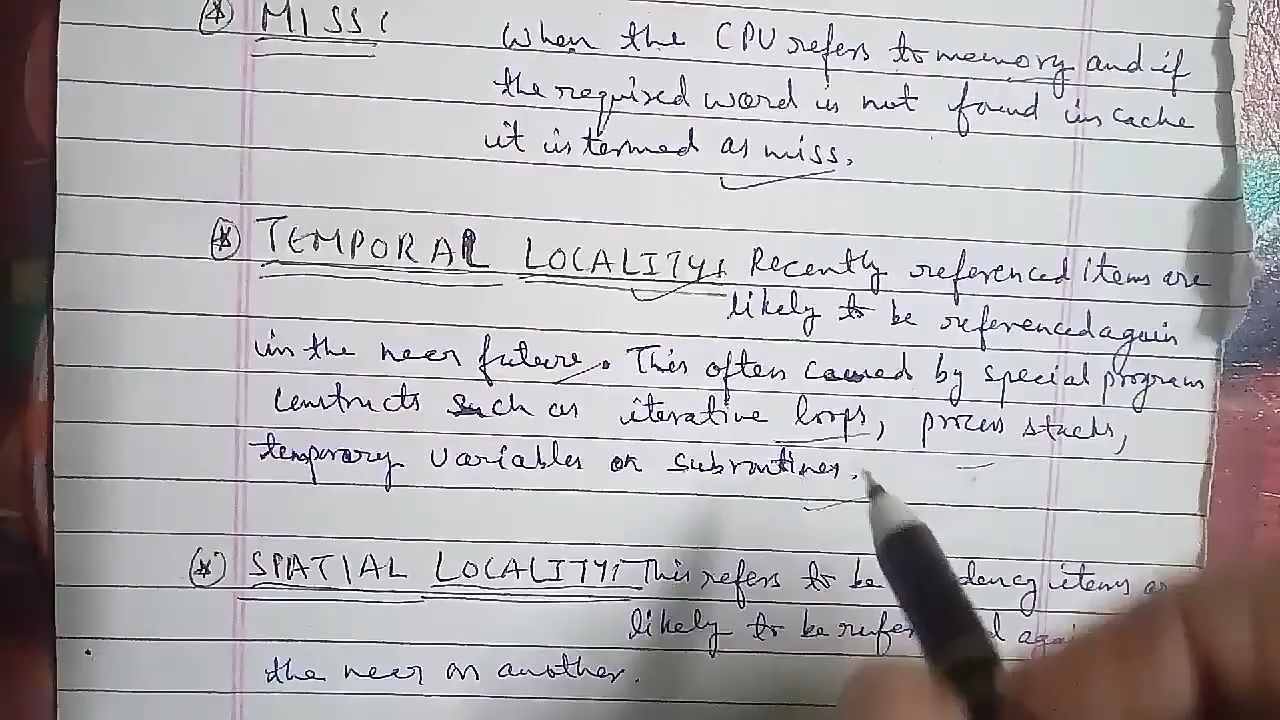 * MISS:
When the CPU refers to memory and if
the required word is not found in cache
it is termed as miss.
* TEMPORAL LOCALITY: Recently referenced items are
likely to be referenced again
in the near future. This often caused by special program
constructs such as iterative loops, process stacks,
temporary variables or subroutines.
* SPATIAL LOCALITY: This refers to
likely to be
the near or another.